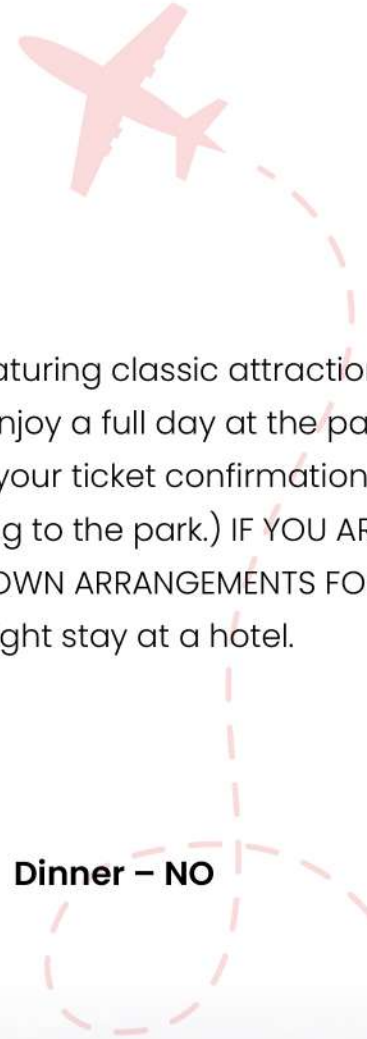 aturing classic attractio
njoy a full day at the pa
your ticket confirmation
g to the park.) IF YOU AR
OWN ARRANGEMENTS FO
ght stay at a hotel.
Dinner – NO